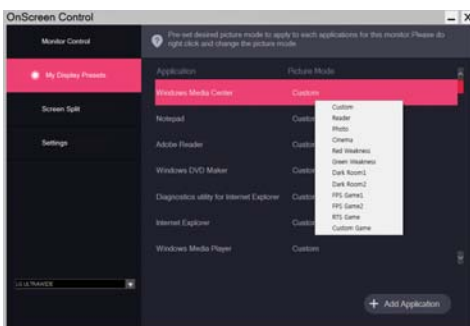 OnScreen Control
Monitor Control
Pre-set desired picture mode to apply to each applications for this monitor.Please do
right click and change the picture mode.
My Display Presets
Application Picture Mode
Windows Media Center Custom
Screen Split
Notepad Custom
Settings
Adobe Reader Custom
Windows DVD Maker Custom
Diagnostics utility for Internet Explorer Custom
Internet Explorer Custom
Windows Media Player Custom
Custom
Reader
Photo
Cinema
Red Weakness
Green Weakness
Dark Room1
Dark Room2
FPS Game1
FPS Game2
RTS Game
Custom Game
LG ULTRAWIDE
+ Add Application